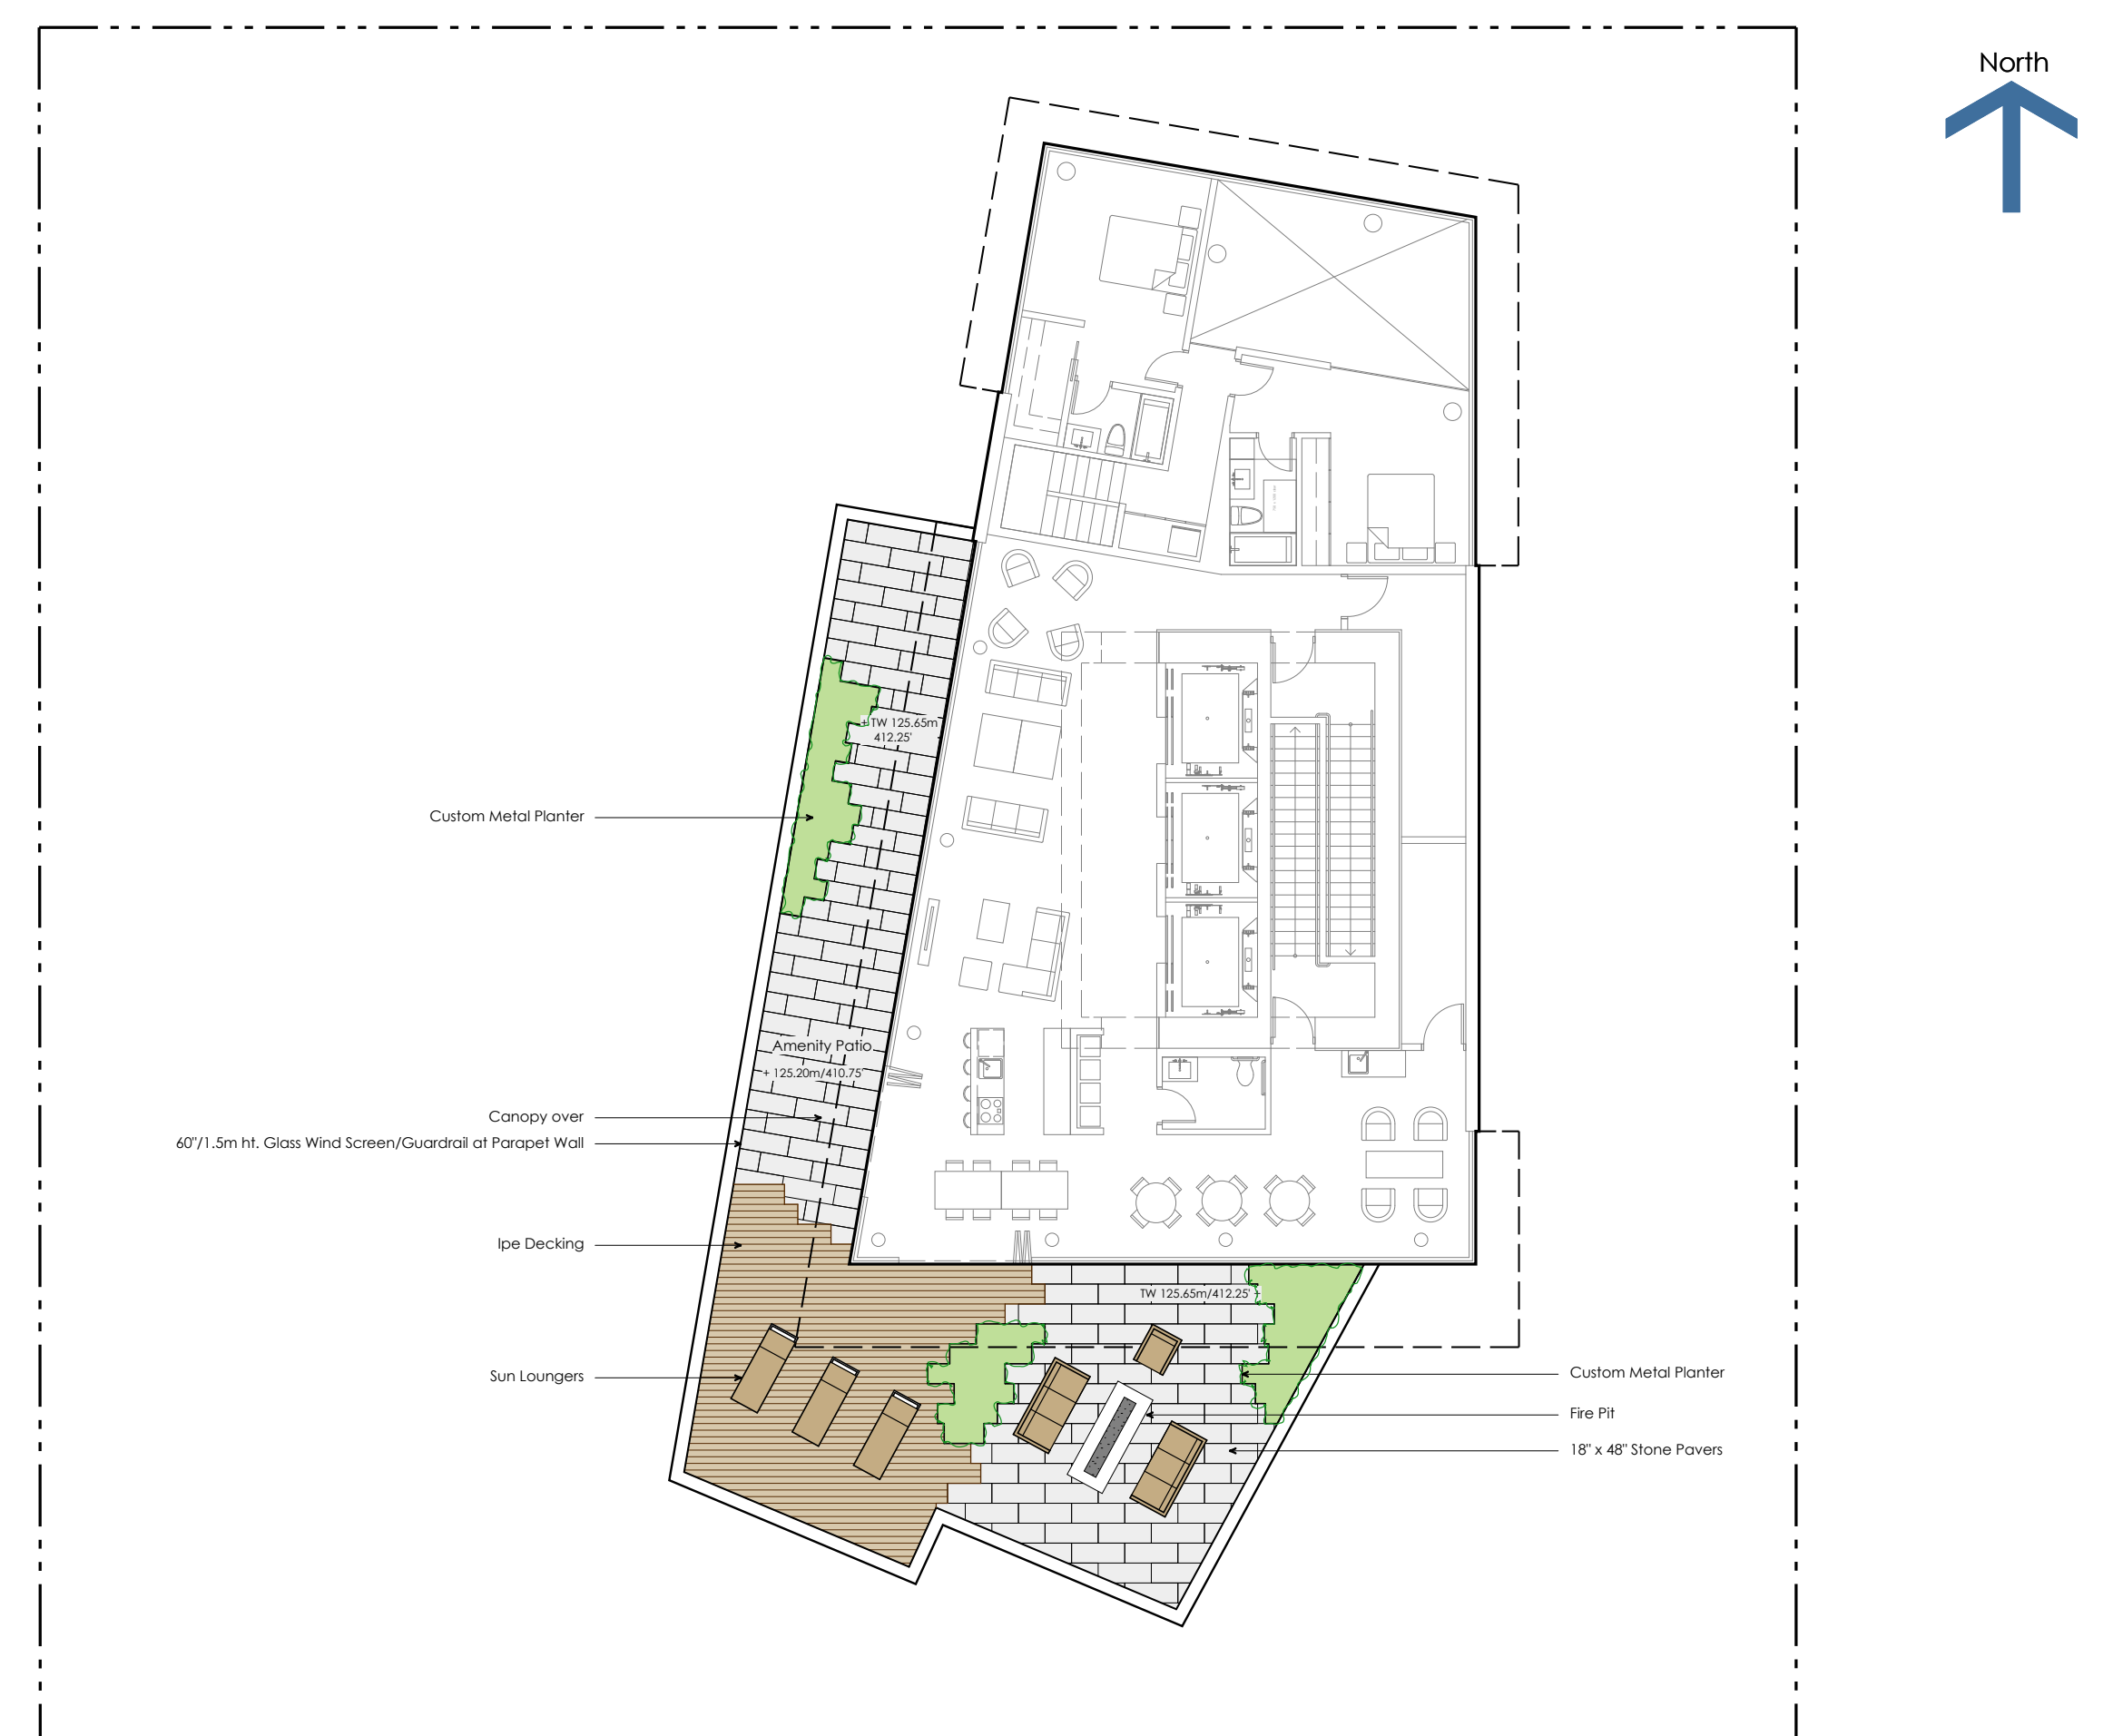 North
+ TW 125.65m
412.25'
Custom Metal Planter
Amenity Patio
+ 125.20m/410.75'
Canopy over
60"/1.5m ht. Glass Wind Screen/Guardrail at Parapet Wall
Ipe Decking
TW 125.65m/412.25' +
Sun Loungers
Custom Metal Planter
Fire Pit
18" x 48" Stone Pavers